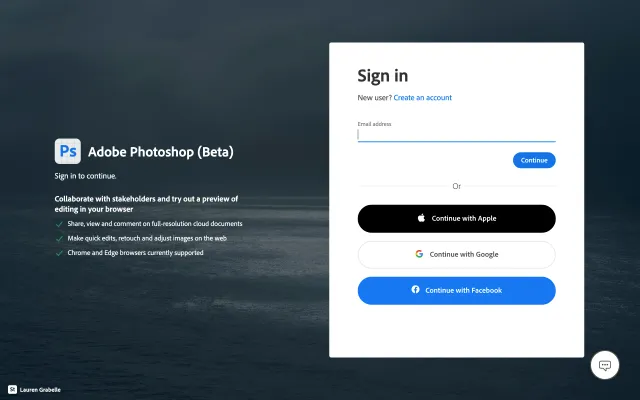 Ps Adobe Photoshop (Beta)
Sign in to continue.
Collaborate with stakeholders and try out a preview of
editing in your browser
Share, view and comment on full-resolution cloud documents
Make quick edits, retouch and adjust images on the web
Chrome and Edge browsers currently supported
Sign in
New user? Create an account
Email address
Continue
Or
Continue with Apple
Continue with Google
Continue with Facebook
St Lauren Grabelle